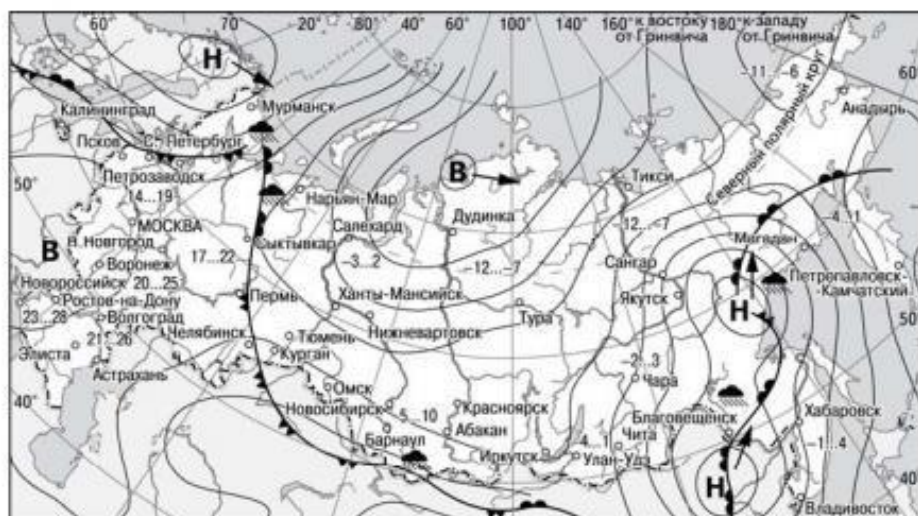 60° 70° 20° 40° 60° 80° 100° 120° 140° 160° к востоку от Гринвича 180° к западу от Гринвича
Н
-11...-6
Северный полярный круг
60°
Анадырь
Калининград
Мурманск
Псков
С.-Петербург
Петрозаводск
50°
14...19
МОСКВА
Нарьян-Мар
В
Дудинка
Тикси
-4...1
Салехард
-12...-7
Магадан
В
Н.Новгород
17...22
Сыктывкар
-3...2
-12...-7
Сангар
Воронеж
Петропавловск-
-Камчатский
Новороссийск
20...25
Ростов-на-Дону
23...28
Волгоград
Пермь
Ханты-Мансийск
Тура
Якутск
Н
50°
Челябинск
Тюмень
Нижневартовск
21...26
Элиста
Курган
-2...3
Чара
Астрахань
Омск
Новосибирск
5...10
Красноярск
Благовещенск
Хабаровск
40°
Барнаул
Абакан
Чита
-1...4
Иркутск
-4...1
Улан-Удэ
Н
40°
Владивосток